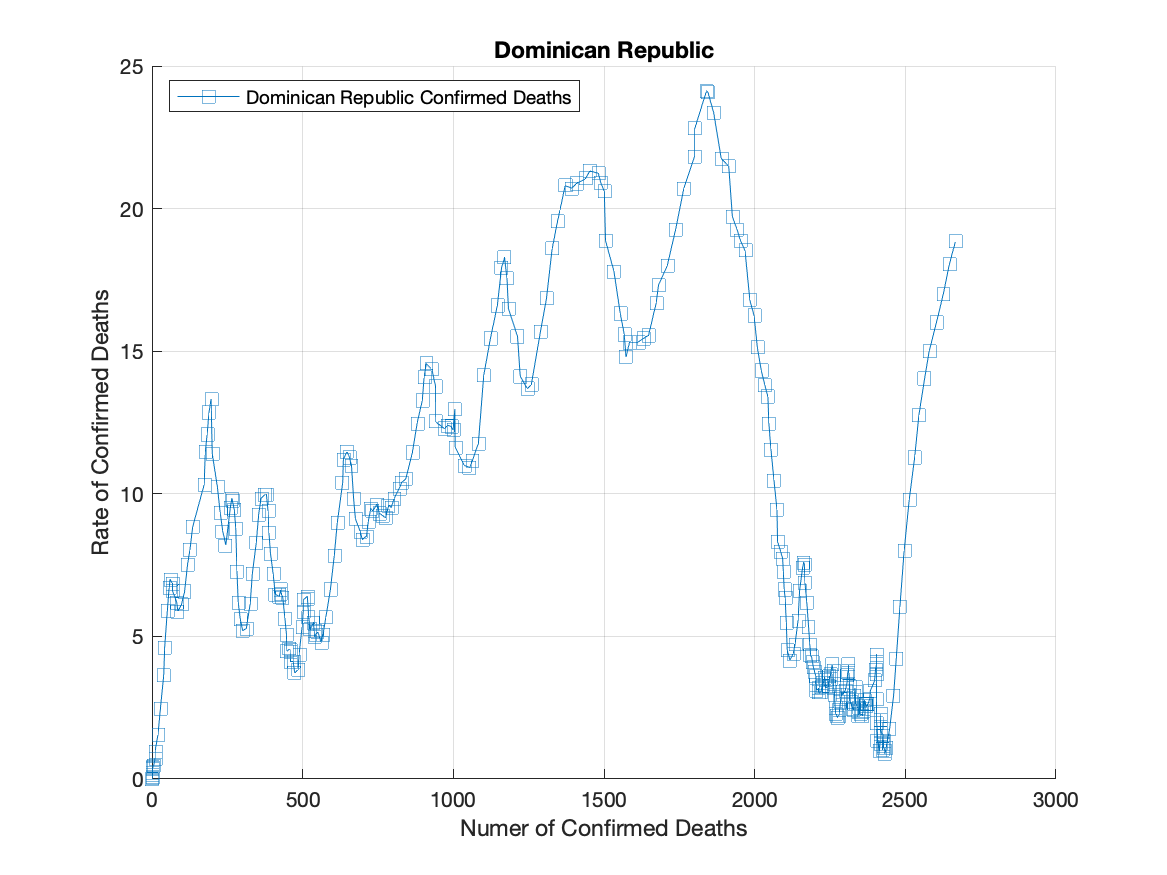 Dominican Republic
Dominican Republic Confirmed Deaths
25
20
15
10
5
0
Rate of Confirmed Deaths
0 500 1000 1500 2000 2500 3000
Numer of Confirmed Deaths